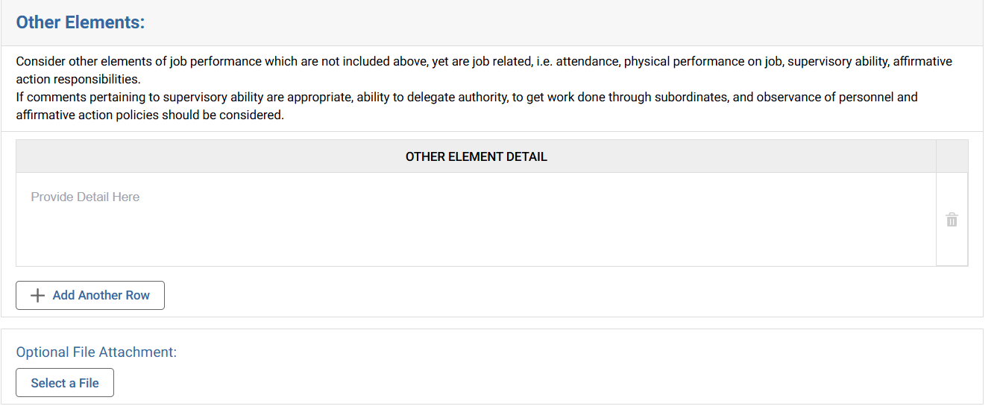 Other Elements:
Consider other elements of job performance which are not included above, yet are job related, i.e. attendance, physical performance on job, supervisory ability, affirmative
action responsibilities.
If comments pertaining to supervisory ability are appropriate, ability to delegate authority, to get work done through subordinates, and observance of personnel and
affirmative action policies should be considered.
OTHER ELEMENT DETAIL
Provide Detail Here
Add Another Row
Optional File Attachment:
Select a File